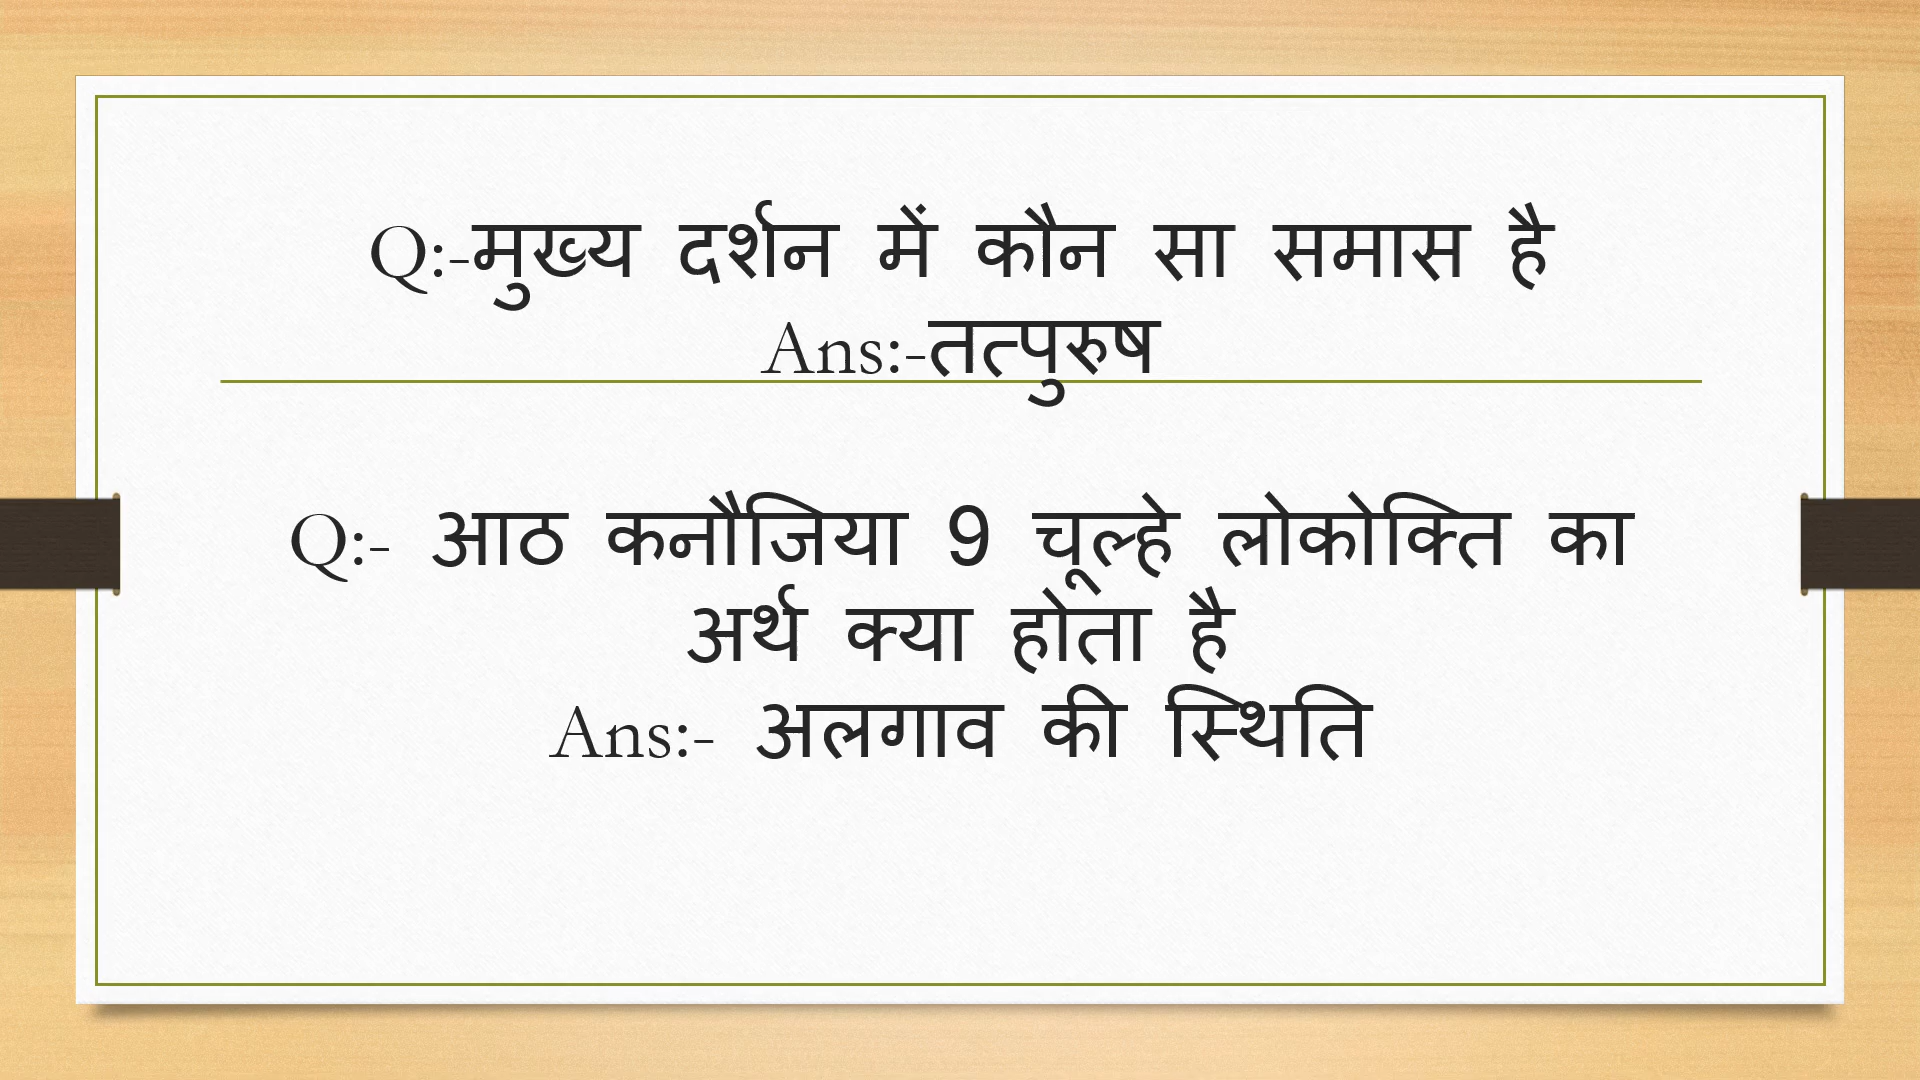 Q:-मुख्य दर्शन में कौन सा समास है
Ans:-तत्पुरुष
Q:- आठ कनौजिया 9 चूल्हे लोकोक्ति का
अर्थ क्या होता है
Ans:- अलगाव की स्थिति